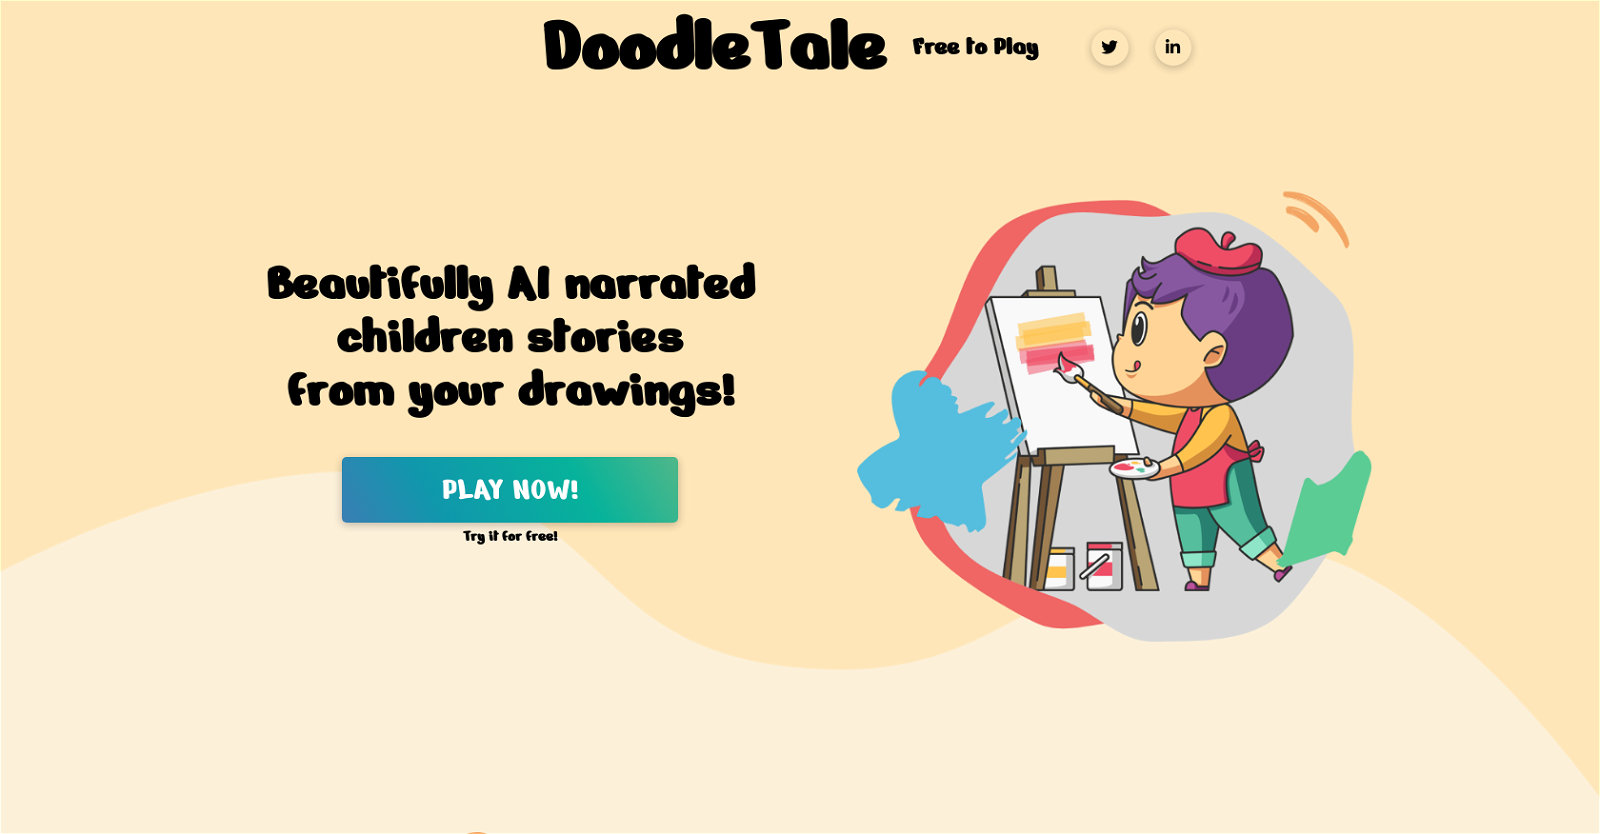 DoodleTale
Free to Play
in
Beautifully AI narrated
children stories
from your drawings!
PLAY NOW!
Try it for free!